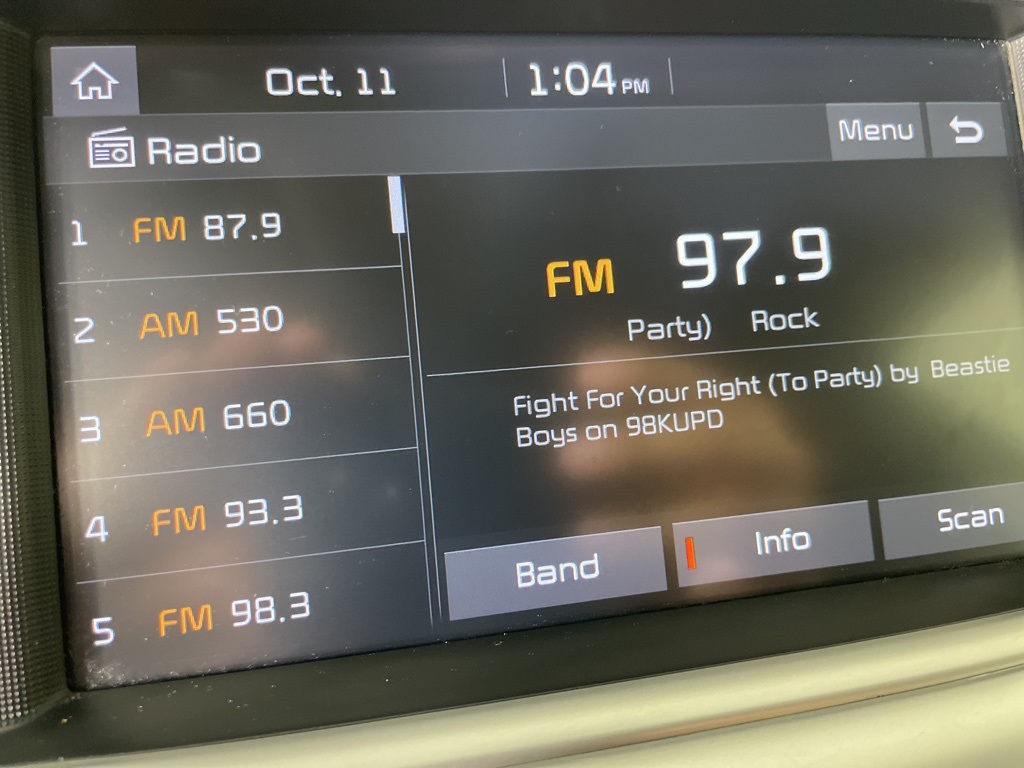 Oct. 11 1:04 PM
Radio Menu
1 FM 87.9
2 AM 530
3 AM 660
4 FM 93.3
5 FM 98.3
FM 97.9
Party) Rock
Fight For Your Right (To Party) by Beastie
Boys on 98KUPD
Band Info Scan